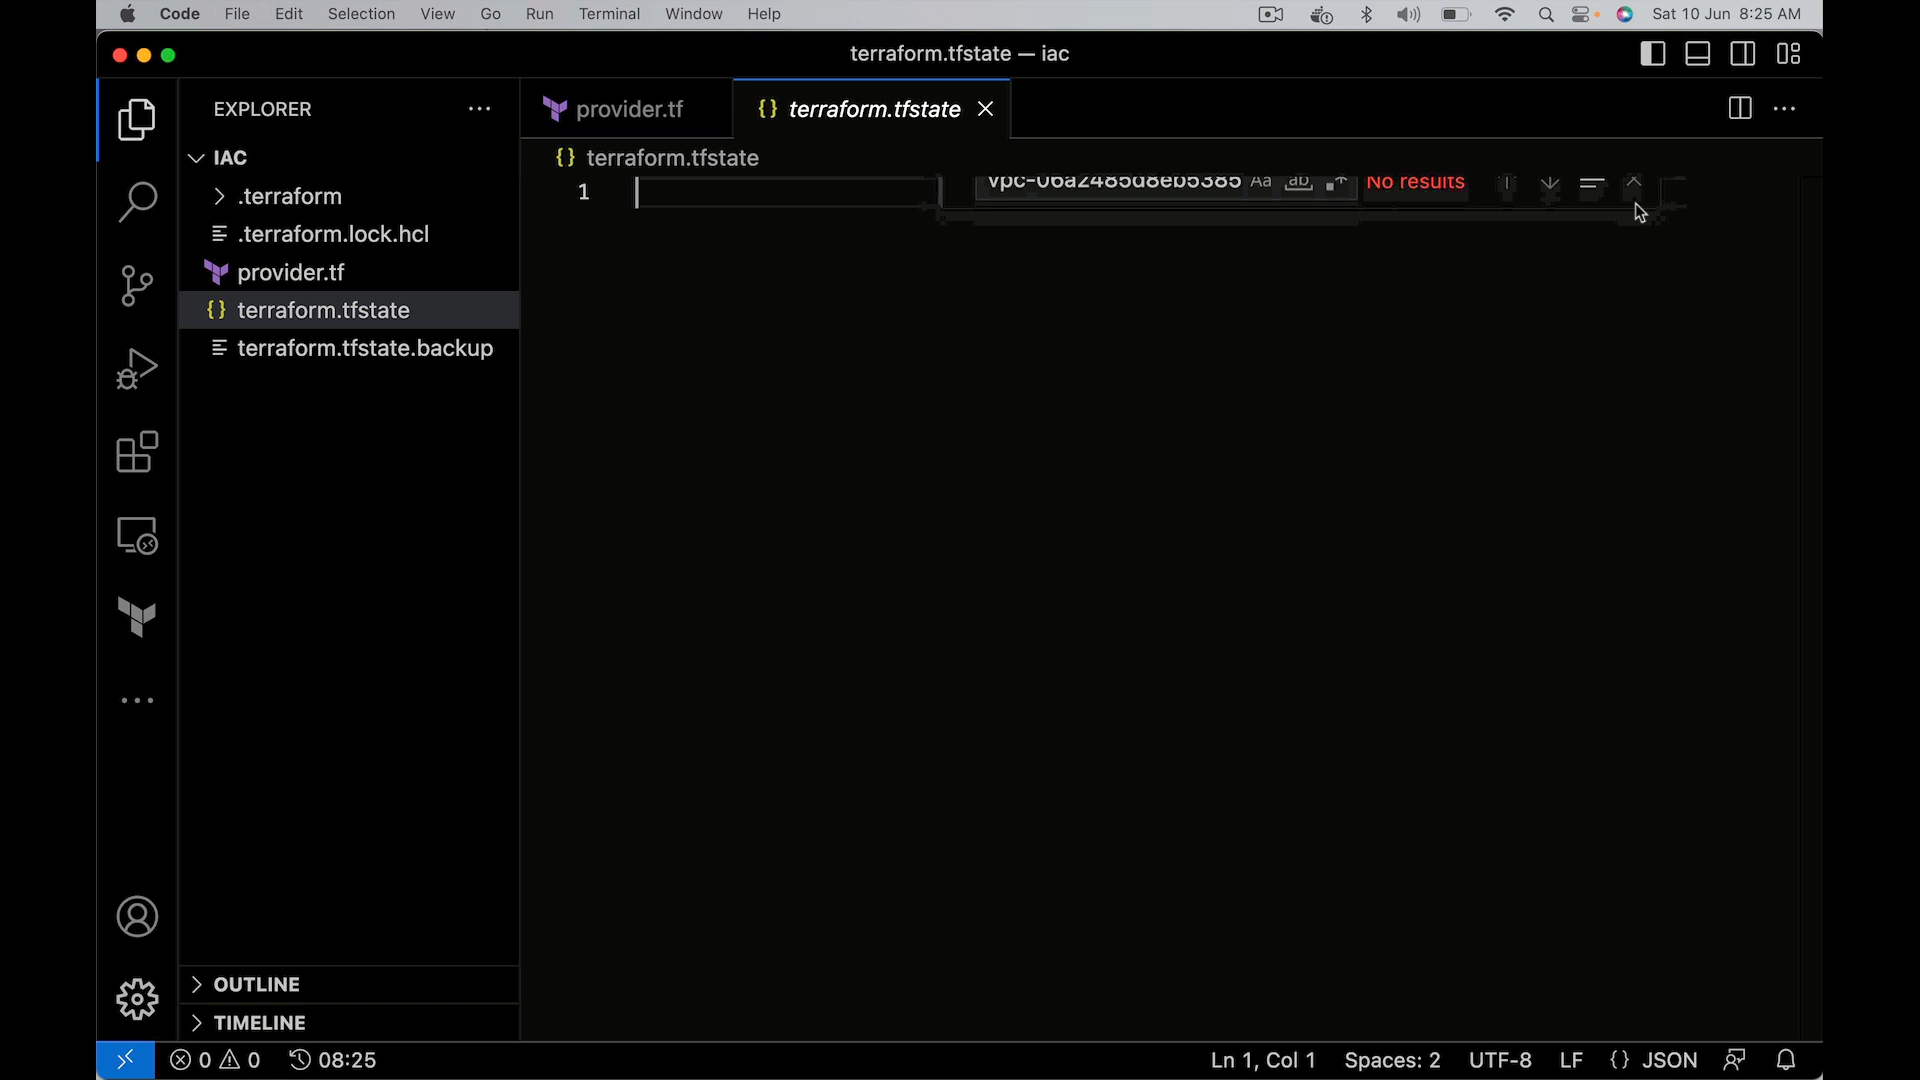 Code File Edit Selection View Go Run Terminal Window Help Sat 10 Jun 8:25 AM
terraform.tfstate — iac
EXPLORER
provider.tf
terraform.tfstate
IAC
terraform.tfstate
.terraform
1
vpc-06a2485d8eb5385 Aa ab No results
.terraform.lock.hcl
provider.tf
terraform.tfstate
terraform.tfstate.backup
OUTLINE
TIMELINE
0 0 08:25 Ln 1, Col 1 Spaces: 2 UTF-8 LF {} JSON